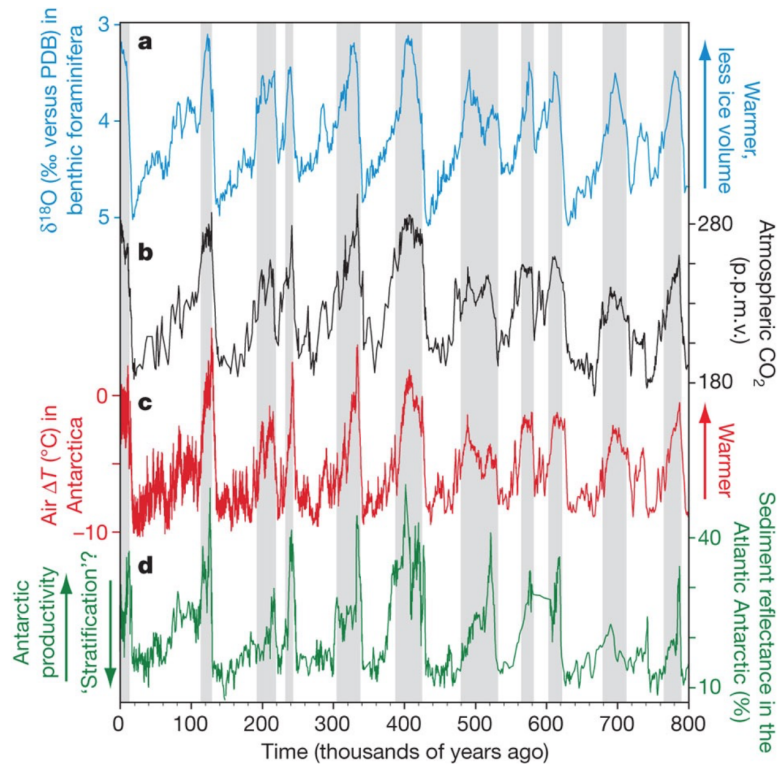 3
4
5
δ18O (‰ versus PDB) in
benthic foraminifera
a
Warmer,
less ice volume
b
280
180
Atmospheric CO2
(p.p.m.v.)
0
–10
Air ΔT (°C) in
Antarctica
c
Warmer
d
Antarctic
productivity
'Stratification'?
40
10
Sediment reflectance in the
Atlantic Antarctic (%)
0 100 200 300 400 500 600 700 800
Time (thousands of years ago)